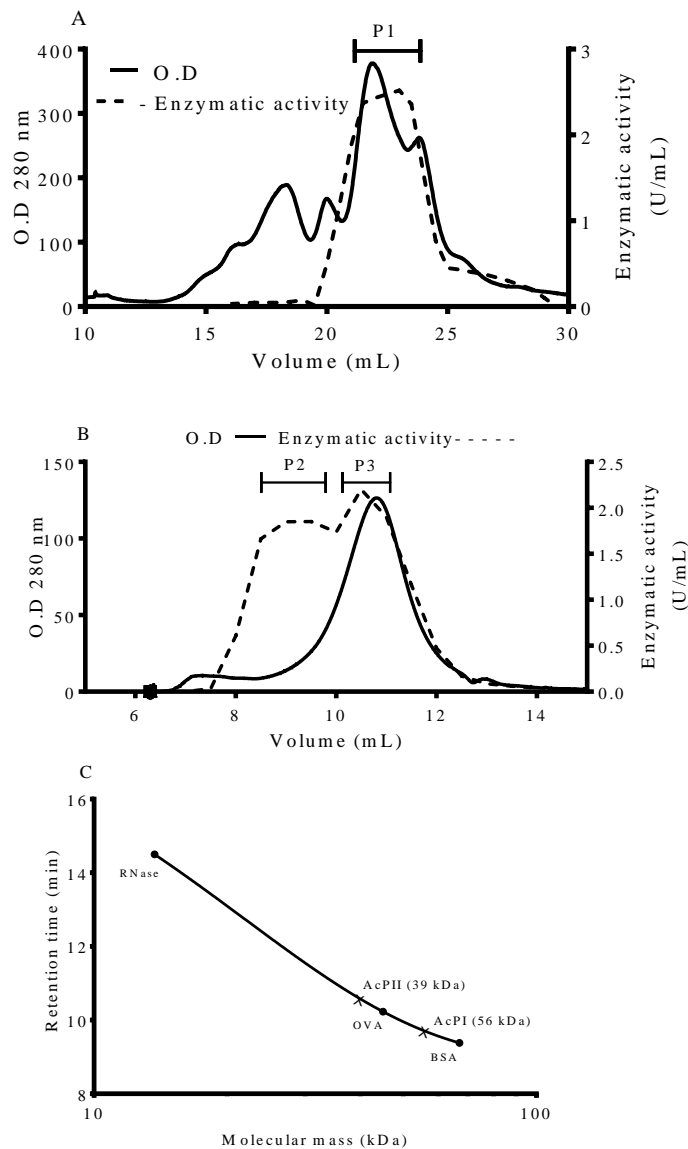 A
P1
O.D
- Enzymatic activity
400
300
200
100
0
O.D 280 nm
3
2
1
0
Enzymatic activity
(U/mL)
10 15 20 25 30
Volume (mL)
B
O.D Enzymatic activity - - - - -
P2 P3
150
100
50
0
O.D 280 nm
2.5
2.0
1.5
1.0
0.5
0.0
Enzymatic activity
(U/mL)
6 8 10 12 14
Volume (mL)
C
16
14
12
10
8
Retention time (min)
RNase
AcPII (39 kDa)
OVA
AcPI (56 kDa)
BSA
10 100
Molecular mass (kDa)